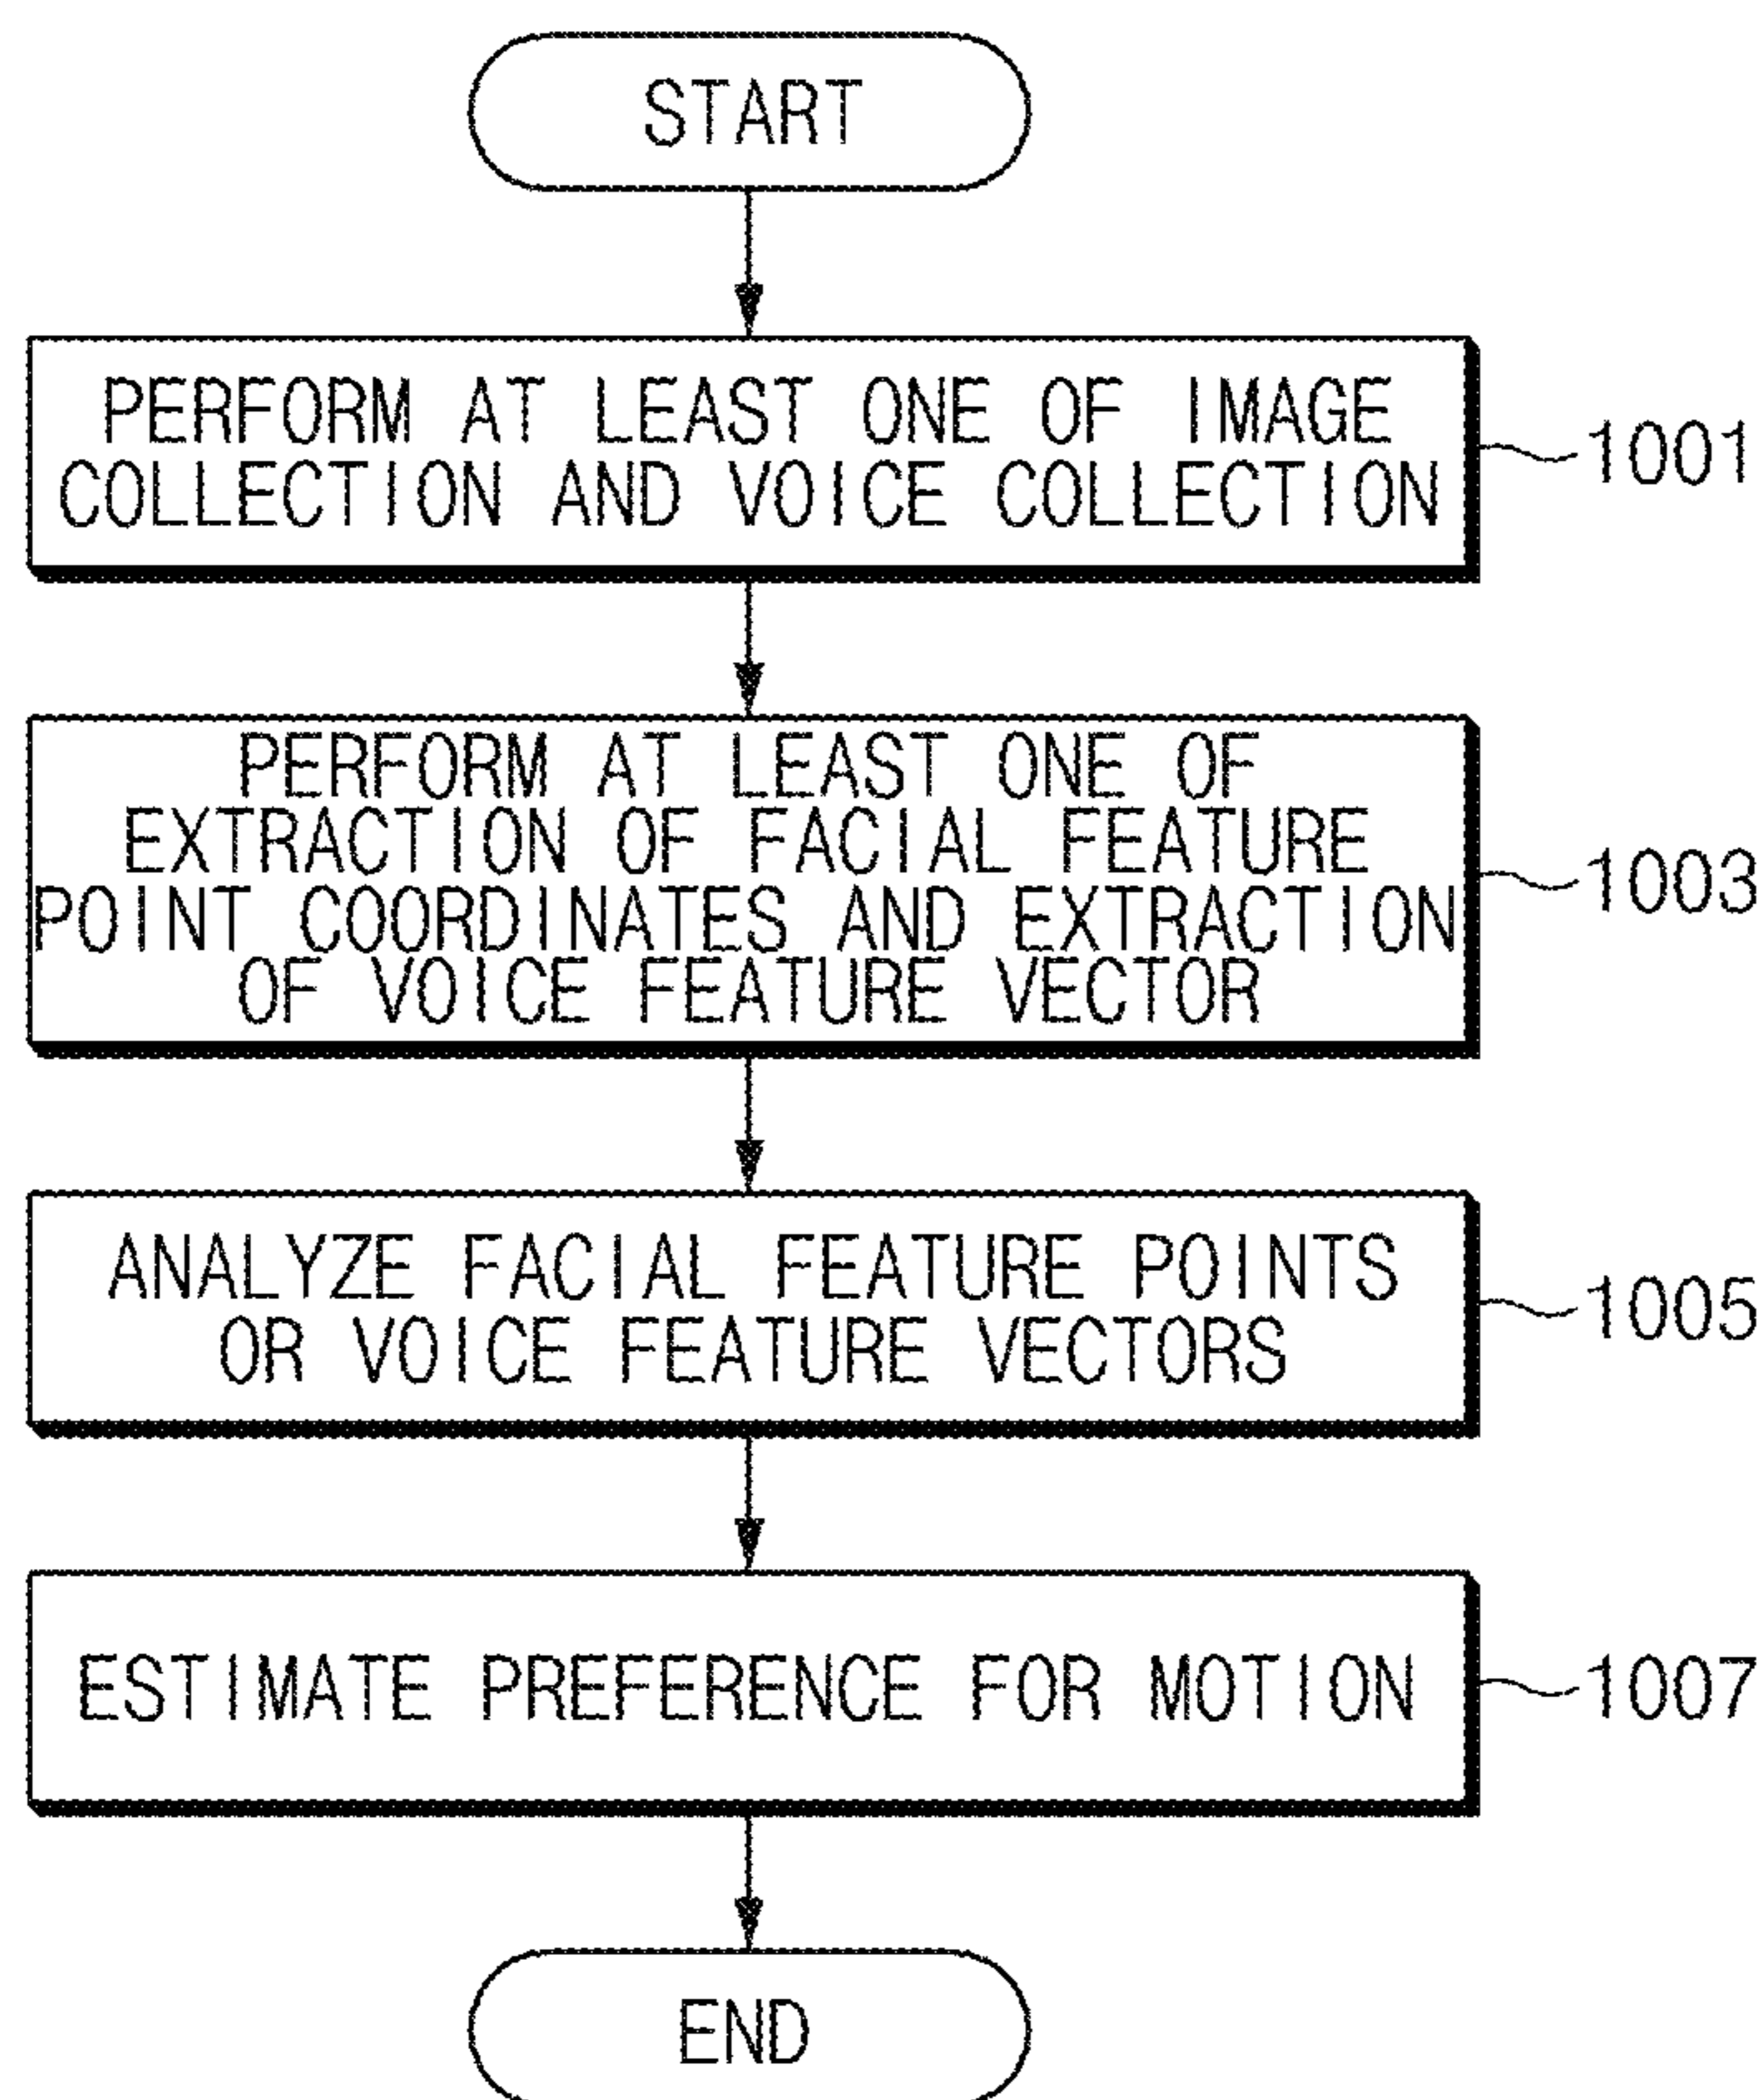 START
PERFORM AT LEAST ONE OF IMAGE
COLLECTION AND VOICE COLLECTION
1001
PERFORM AT LEAST ONE OF
EXTRACTION OF FACIAL FEATURE
POINT COORDINATES AND EXTRACTION
OF VOICE FEATURE VECTOR
1003
ANALYZE FACIAL FEATURE POINTS
OR VOICE FEATURE VECTORS
1005
ESTIMATE PREFERENCE FOR MOTION
1007
END